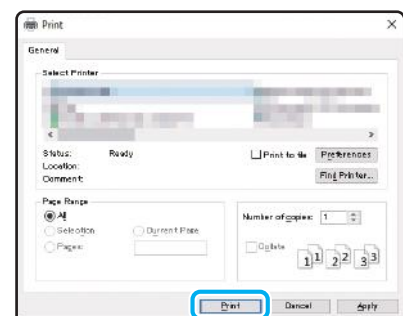 Print
General
Select Printer
Status: Ready
Location:
Comment:
Print to file
Preferences
Find Printer...
Page Range
All
Selection
Current Page
Pages:
Number of copies: 1
Collate
1 1 2 2 3 3
Print
Cancel
Apply